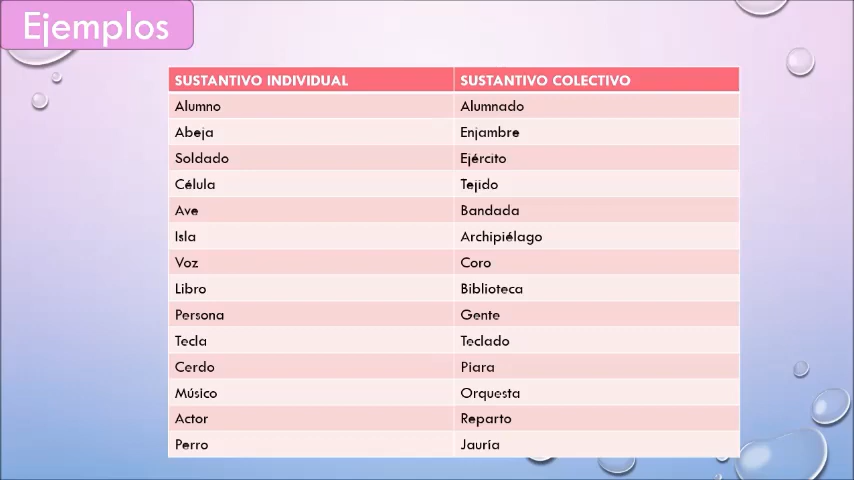 Ejemplos
SUSTANTIVO INDIVIDUAL SUSTANTIVO COLECTIVO
Alumno Alumnado
Abeja Enjambre
Soldado Ejército
Célula Tejido
Ave Bandada
Isla Archipiélago
Voz Coro
Libro Biblioteca
Persona Gente
Tecla Teclado
Cerdo Piara
Músico Orquesta
Actor Reparto
Perro Jauría